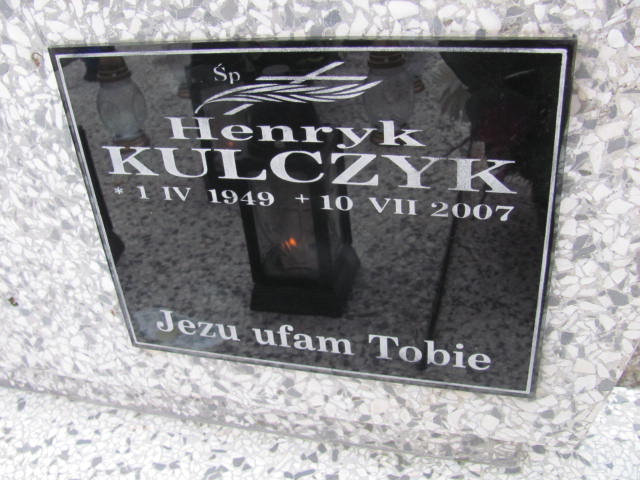 Śp
Henryk
KULCZYK
* 1 IV 1949 + 10 VII 2007
Jezu ufam Tobie